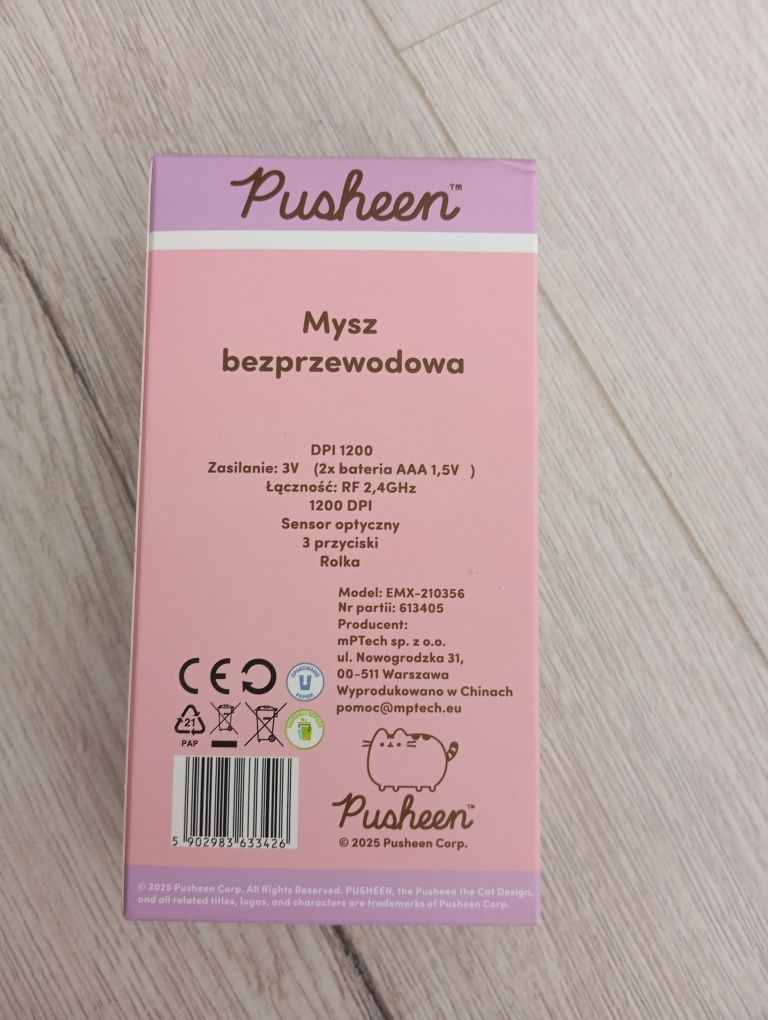 Pusheen™
Mysz
bezprzewodowa
DPI 1200
Zasilanie: 3V (2x bateria AAA 1,5V )
Łączność: RF 2,4GHz
1200 DPI
Sensor optyczny
3 przyciski
Rolka
Model: EMX-210356
Nr partii: 613405
Producent:
mPTech sp. z o.o.
ul. Nowogrodzka 31,
00-511 Warszawa
Wyprodukowano w Chinach
pomoc@mptech.eu
CE
OPAKOWANIE
PAPIER
21
PAP
5 902983 633426
Pusheen™
© 2025 Pusheen Corp.
© 2025 Pusheen Corp. All Rights Reserved. PUSHEEN, the Pusheen the Cat Design,
and all related titles, logos, and characters are trademarks of Pusheen Corp.